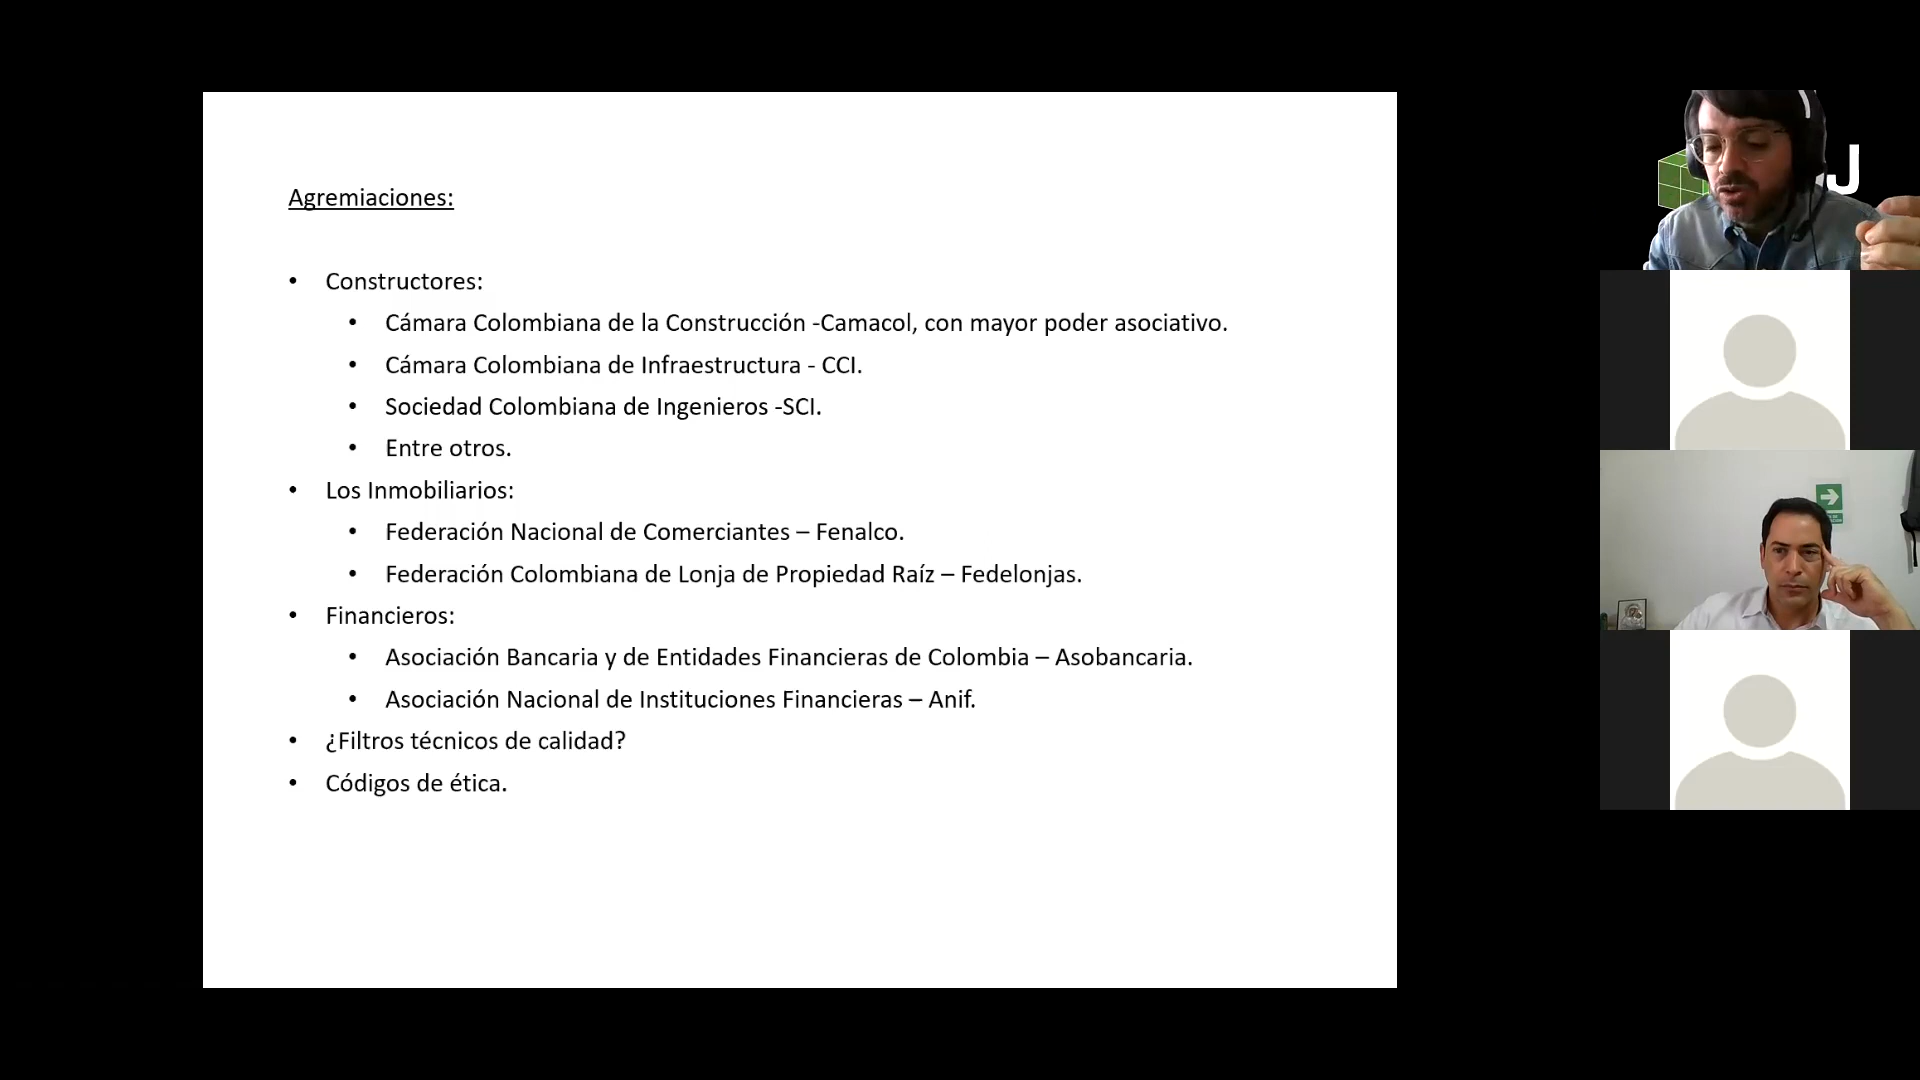 Agremiaciones:
• Constructores:
• Cámara Colombiana de la Construcción -Camacol, con mayor poder asociativo.
• Cámara Colombiana de Infraestructura - CCI.
• Sociedad Colombiana de Ingenieros -SCI.
• Entre otros.
• Los Inmobiliarios:
• Federación Nacional de Comerciantes – Fenalco.
• Federación Colombiana de Lonja de Propiedad Raíz – Fedelonjas.
• Financieros:
• Asociación Bancaria y de Entidades Financieras de Colombia – Asobancaria.
• Asociación Nacional de Instituciones Financieras – Anif.
• ¿Filtros técnicos de calidad?
• Códigos de ética.
J